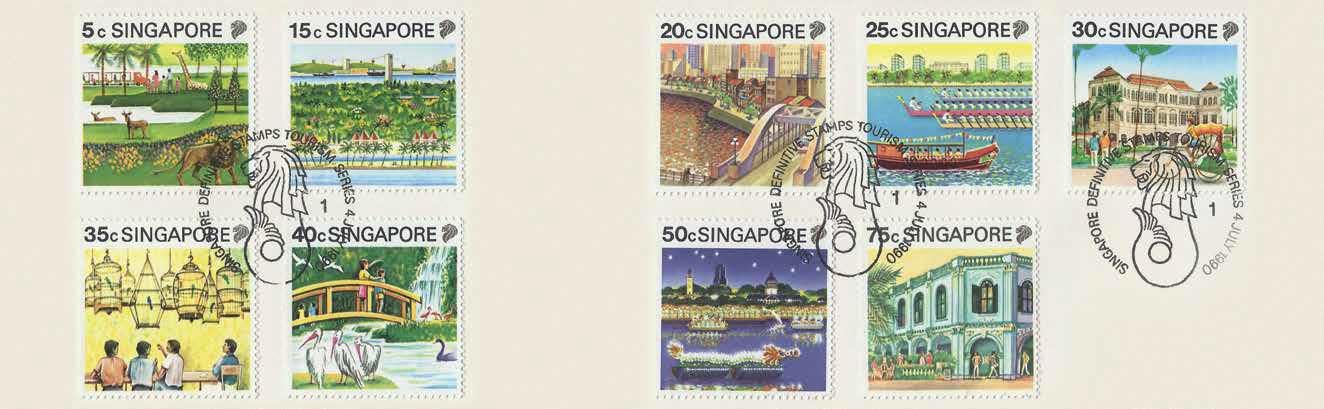 5c SINGAPORE
15c SINGAPORE
20c SINGAPORE
25c SINGAPORE
30c SINGAPORE
SINGAPORE DEFINITIVE STAMPS TOURISM SERIES 4 JULY 1990
1
SINGAPORE DEFINITIVE STAMPS TOURISM SERIES 4 JULY 1990
1
SINGAPORE DEFINITIVE STAMPS TOURISM SERIES 4 JULY 1990
1
35c SINGAPORE
40c SINGAPORE
50c SINGAPORE
75c SINGAPORE